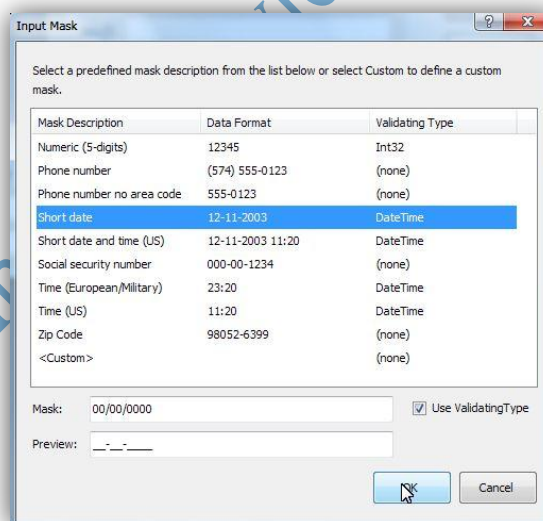 Input Mask
Select a predefined mask description from the list below or select Custom to define a custom
mask.
Mask Description Data Format Validating Type
Numeric (5-digits) 12345 Int32
Phone number (574) 555-0123 (none)
Phone number no area code 555-0123 (none)
Short date 12-11-2003 DateTime
Short date and time (US) 12-11-2003 11:20 DateTime
Social security number 000-00-1234 (none)
Time (European/Military) 23:20 DateTime
Time (US) 11:20 DateTime
Zip Code 98052-6399 (none)
<Custom> (none)
Mask: 00/00/0000 Use ValidatingType
Preview: __-__-____
OK Cancel